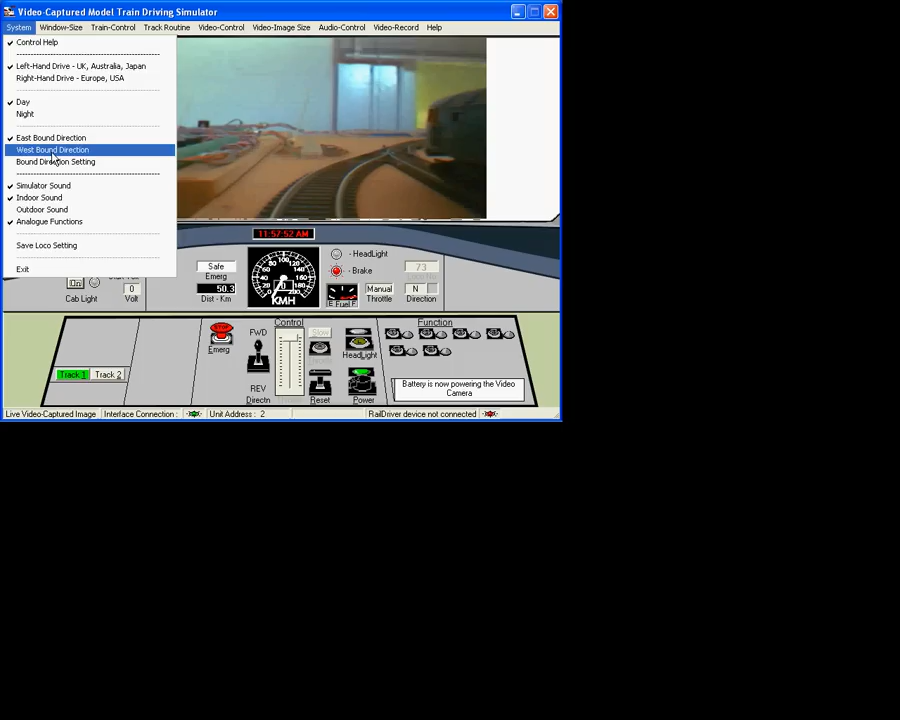 Video-Captured Model Train Driving Simulator
System Window-Size Train-Control Track Routine Video-Control Video-Image Size Audio-Control Video-Record Help
Control Help
Left-Hand Drive - UK, Australia, Japan
Right-Hand Drive - Europe, USA
Day
Night
East Bound Direction
West Bound Direction
Bound Direction Setting
Simulator Sound
Indoor Sound
Outdoor Sound
Analogue Functions
Save Loco Setting
Exit
11:57:52 AM
Safe
Emerg
50.3
Dist - Km
KMH
- HeadLight
- Brake
E Fuel F
Manual
Throttle
73
N
Direction
On
Cab Light
0
Volt
Control
Function
Emerg
FWD
REV
Directn
Slow
Reset
HeadLight
Power
Track 1 Track 2
Battery is now powering the Video
Camera
Live Video-Captured Image Interface Connection : Unit Address : 2 RailDriver device not connected